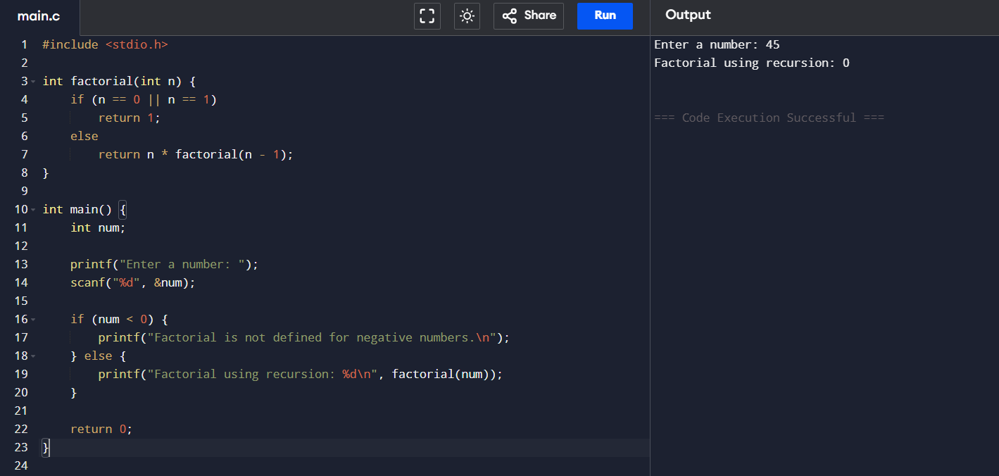 main.c
Share
Run
Output
1 #include <stdio.h>
2
3 int factorial(int n) {
4     if (n == 0 || n == 1)
5         return 1;
6     else
7         return n * factorial(n - 1);
8 }
9
10 int main() {
11     int num;
12
13     printf("Enter a number: ");
14     scanf("%d", &num);
15
16     if (num < 0) {
17         printf("Factorial is not defined for negative numbers.\n");
18     } else {
19         printf("Factorial using recursion: %d\n", factorial(num));
20     }
21
22     return 0;
23 }
24
Enter a number: 45
Factorial using recursion: 0
=== Code Execution Successful ===